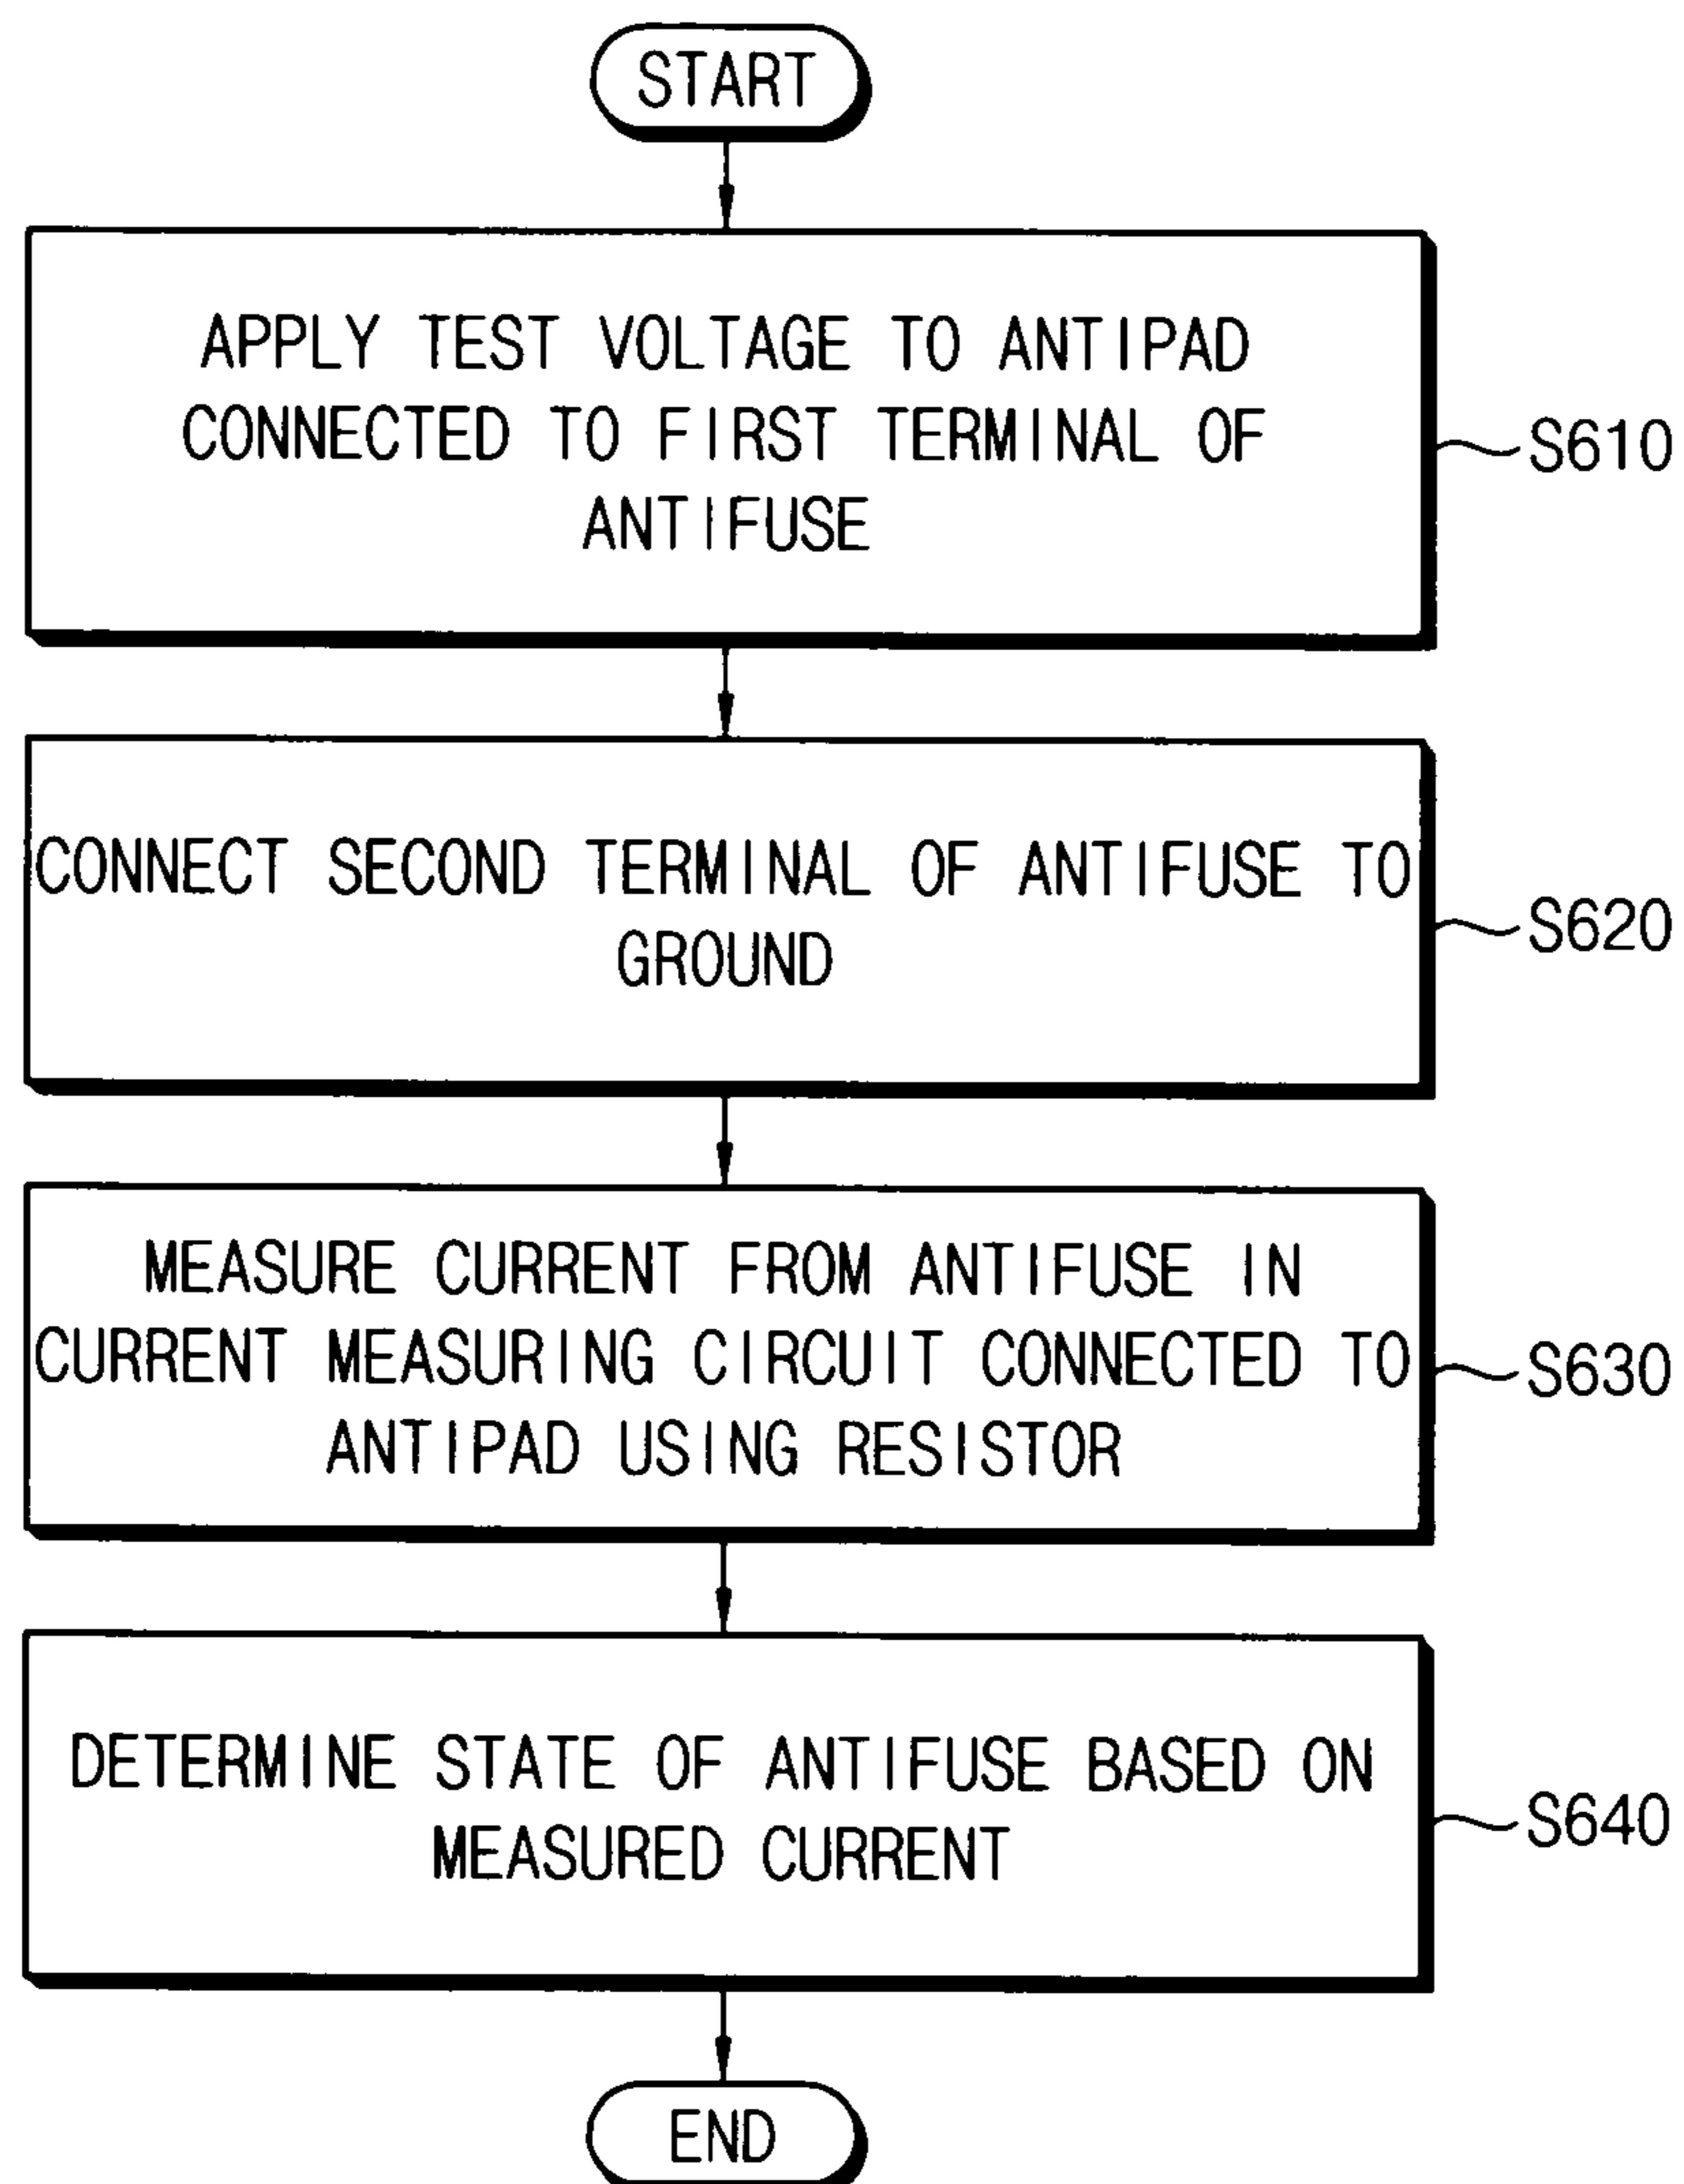 START
APPLY TEST VOLTAGE TO ANTIPAD
CONNECTED TO FIRST TERMINAL OF
ANTIFUSE
S610
CONNECT SECOND TERMINAL OF ANTIFUSE TO
GROUND
S620
MEASURE CURRENT FROM ANTIFUSE IN
CURRENT MEASURING CIRCUIT CONNECTED TO
ANTIPAD USING RESISTOR
S630
DETERMINE STATE OF ANTIFUSE BASED ON
MEASURED CURRENT
S640
END